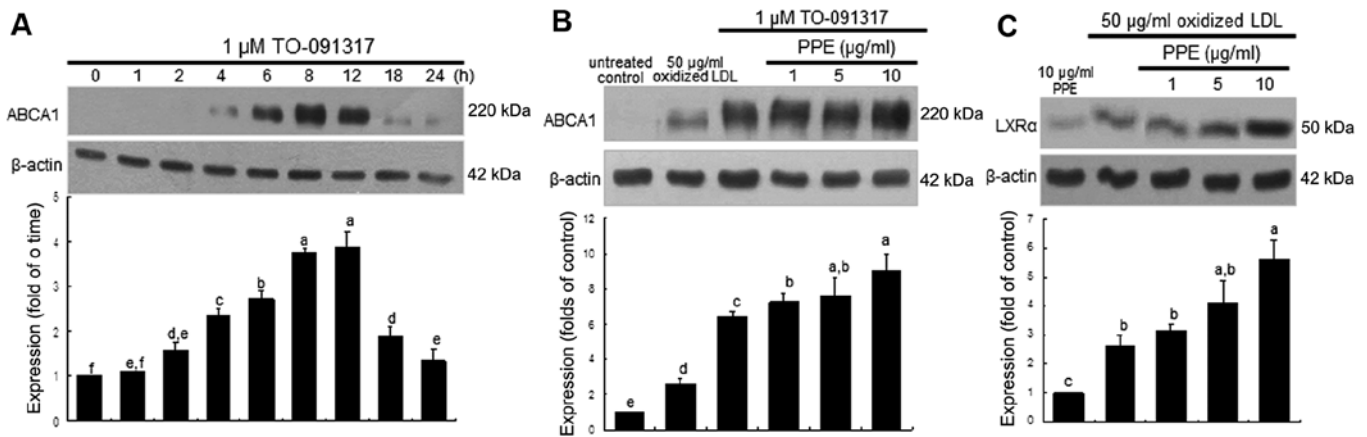 A
1 µM TO-091317
0 1 2 4 6 8 12 18 24 (h)
ABCA1
220 kDa
β-actin
42 kDa
Expression (fold of o time)
5
4
3
2
1
0
f
e,f
d,e
c
b
a
a
d
e
B
1 µM TO-091317
untreated control
50 µg/ml oxidized LDL
PPE (µg/ml)
1 5 10
ABCA1
220 kDa
β-actin
42 kDa
Expression (folds of control)
12
10
8
6
4
2
0
e
d
c
b
a,b
a
C
50 µg/ml oxidized LDL
10 µg/ml PPE
PPE (µg/ml)
1 5 10
LXRα
50 kDa
β-actin
42 kDa
Expression (fold of control)
7
6
5
4
3
2
1
0
c
b
b
a,b
a